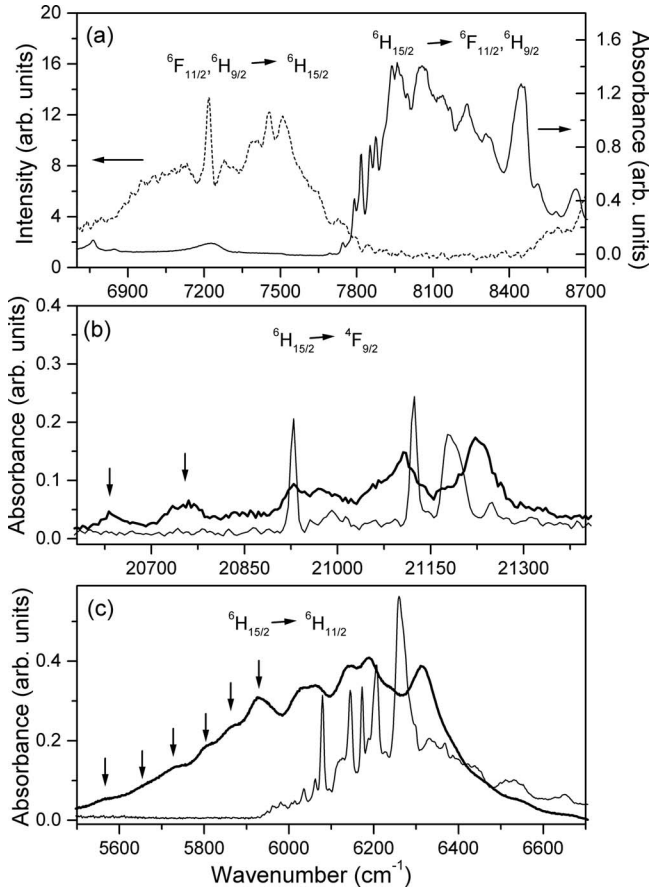 (a)
⁶F₁₁/₂, ⁶H₉/₂ → ⁶H₁₅/₂
⁶H₁₅/₂ → ⁶F₁₁/₂, ⁶H₉/₂
Intensity (arb. units)
20
16
12
8
4
0
Absorbance (arb. units)
1.6
1.2
0.8
0.4
0.0
6900 7200 7500 7800 8100 8400 8700
(b)
⁶H₁₅/₂ → ⁴F₉/₂
Absorbance (arb. units)
0.4
0.3
0.2
0.1
0.0
20700 20850 21000 21150 21300
(c)
⁶H₁₅/₂ → ⁶H₁₁/₂
Absorbance (arb. units)
0.4
0.2
0.0
5600 5800 6000 6200 6400 6600
Wavenumber (cm⁻¹)